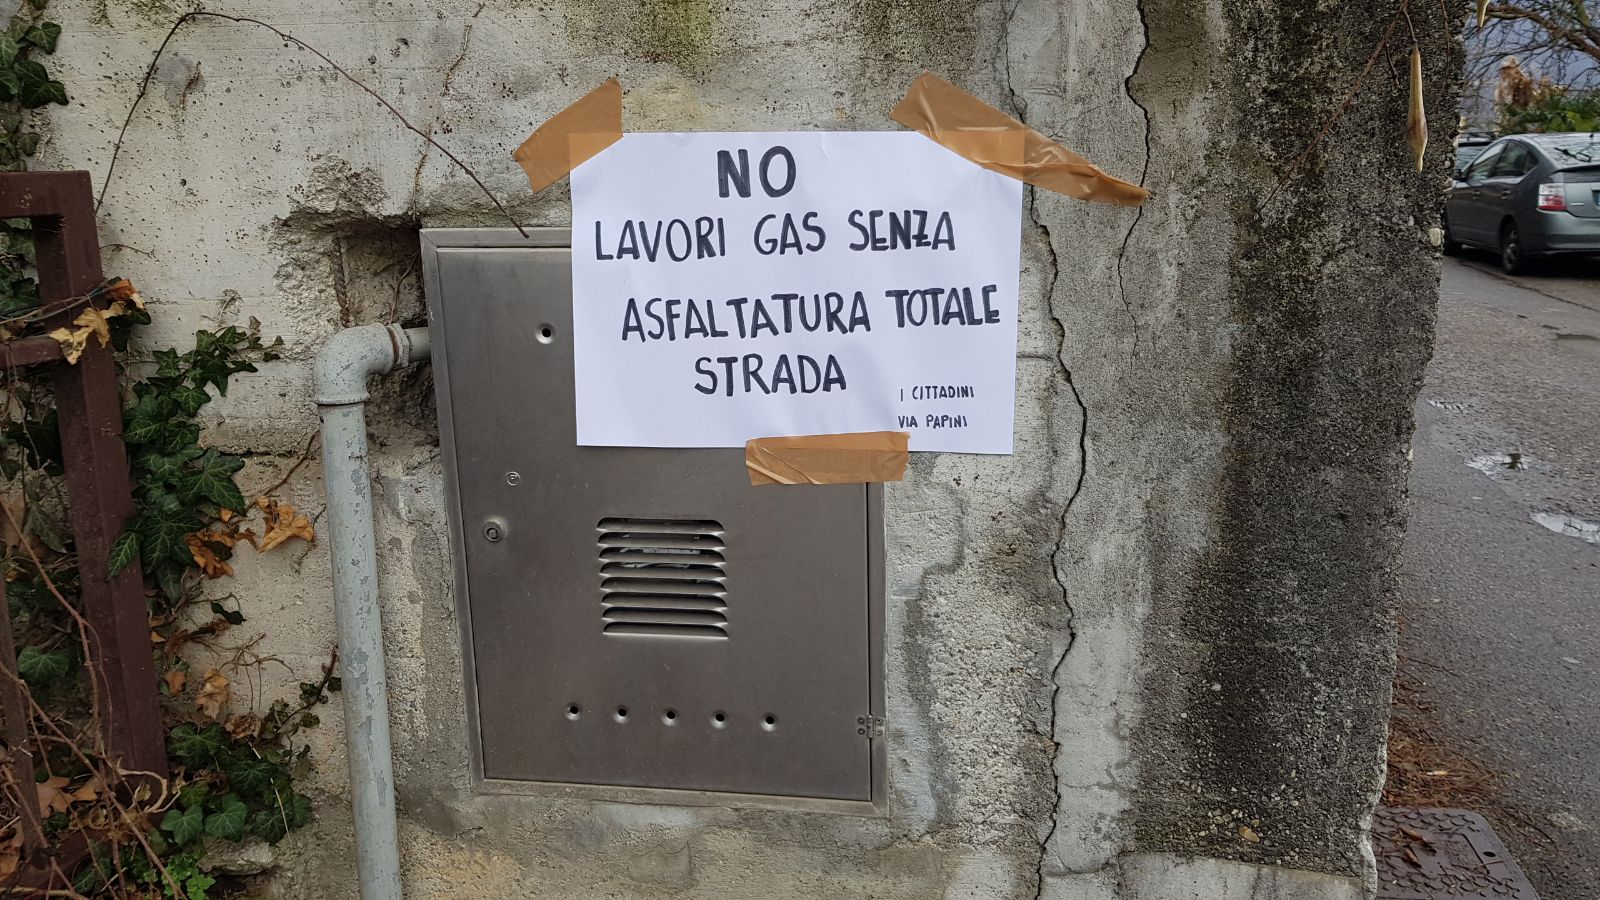 NO
LAVORI GAS SENZA
ASFALTATURA TOTALE
STRADA
I CITTADINI
VIA PAPINI